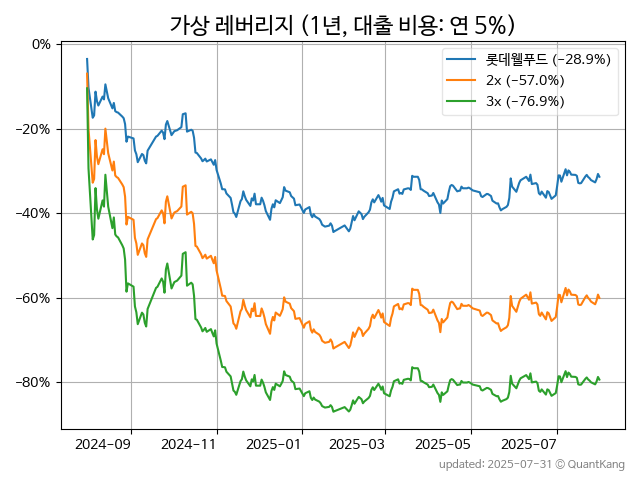 가상 레버리지 (1년, 대출 비용: 연 5%)
롯데웰푸드 (−28.9%)
2x (−57.0%)
3x (−76.9%)
0%
−20%
−40%
−60%
−80%
2024−09 2024−11 2025−01 2025−03 2025−05 2025−07
updated: 2025-07-31 © QuantKang